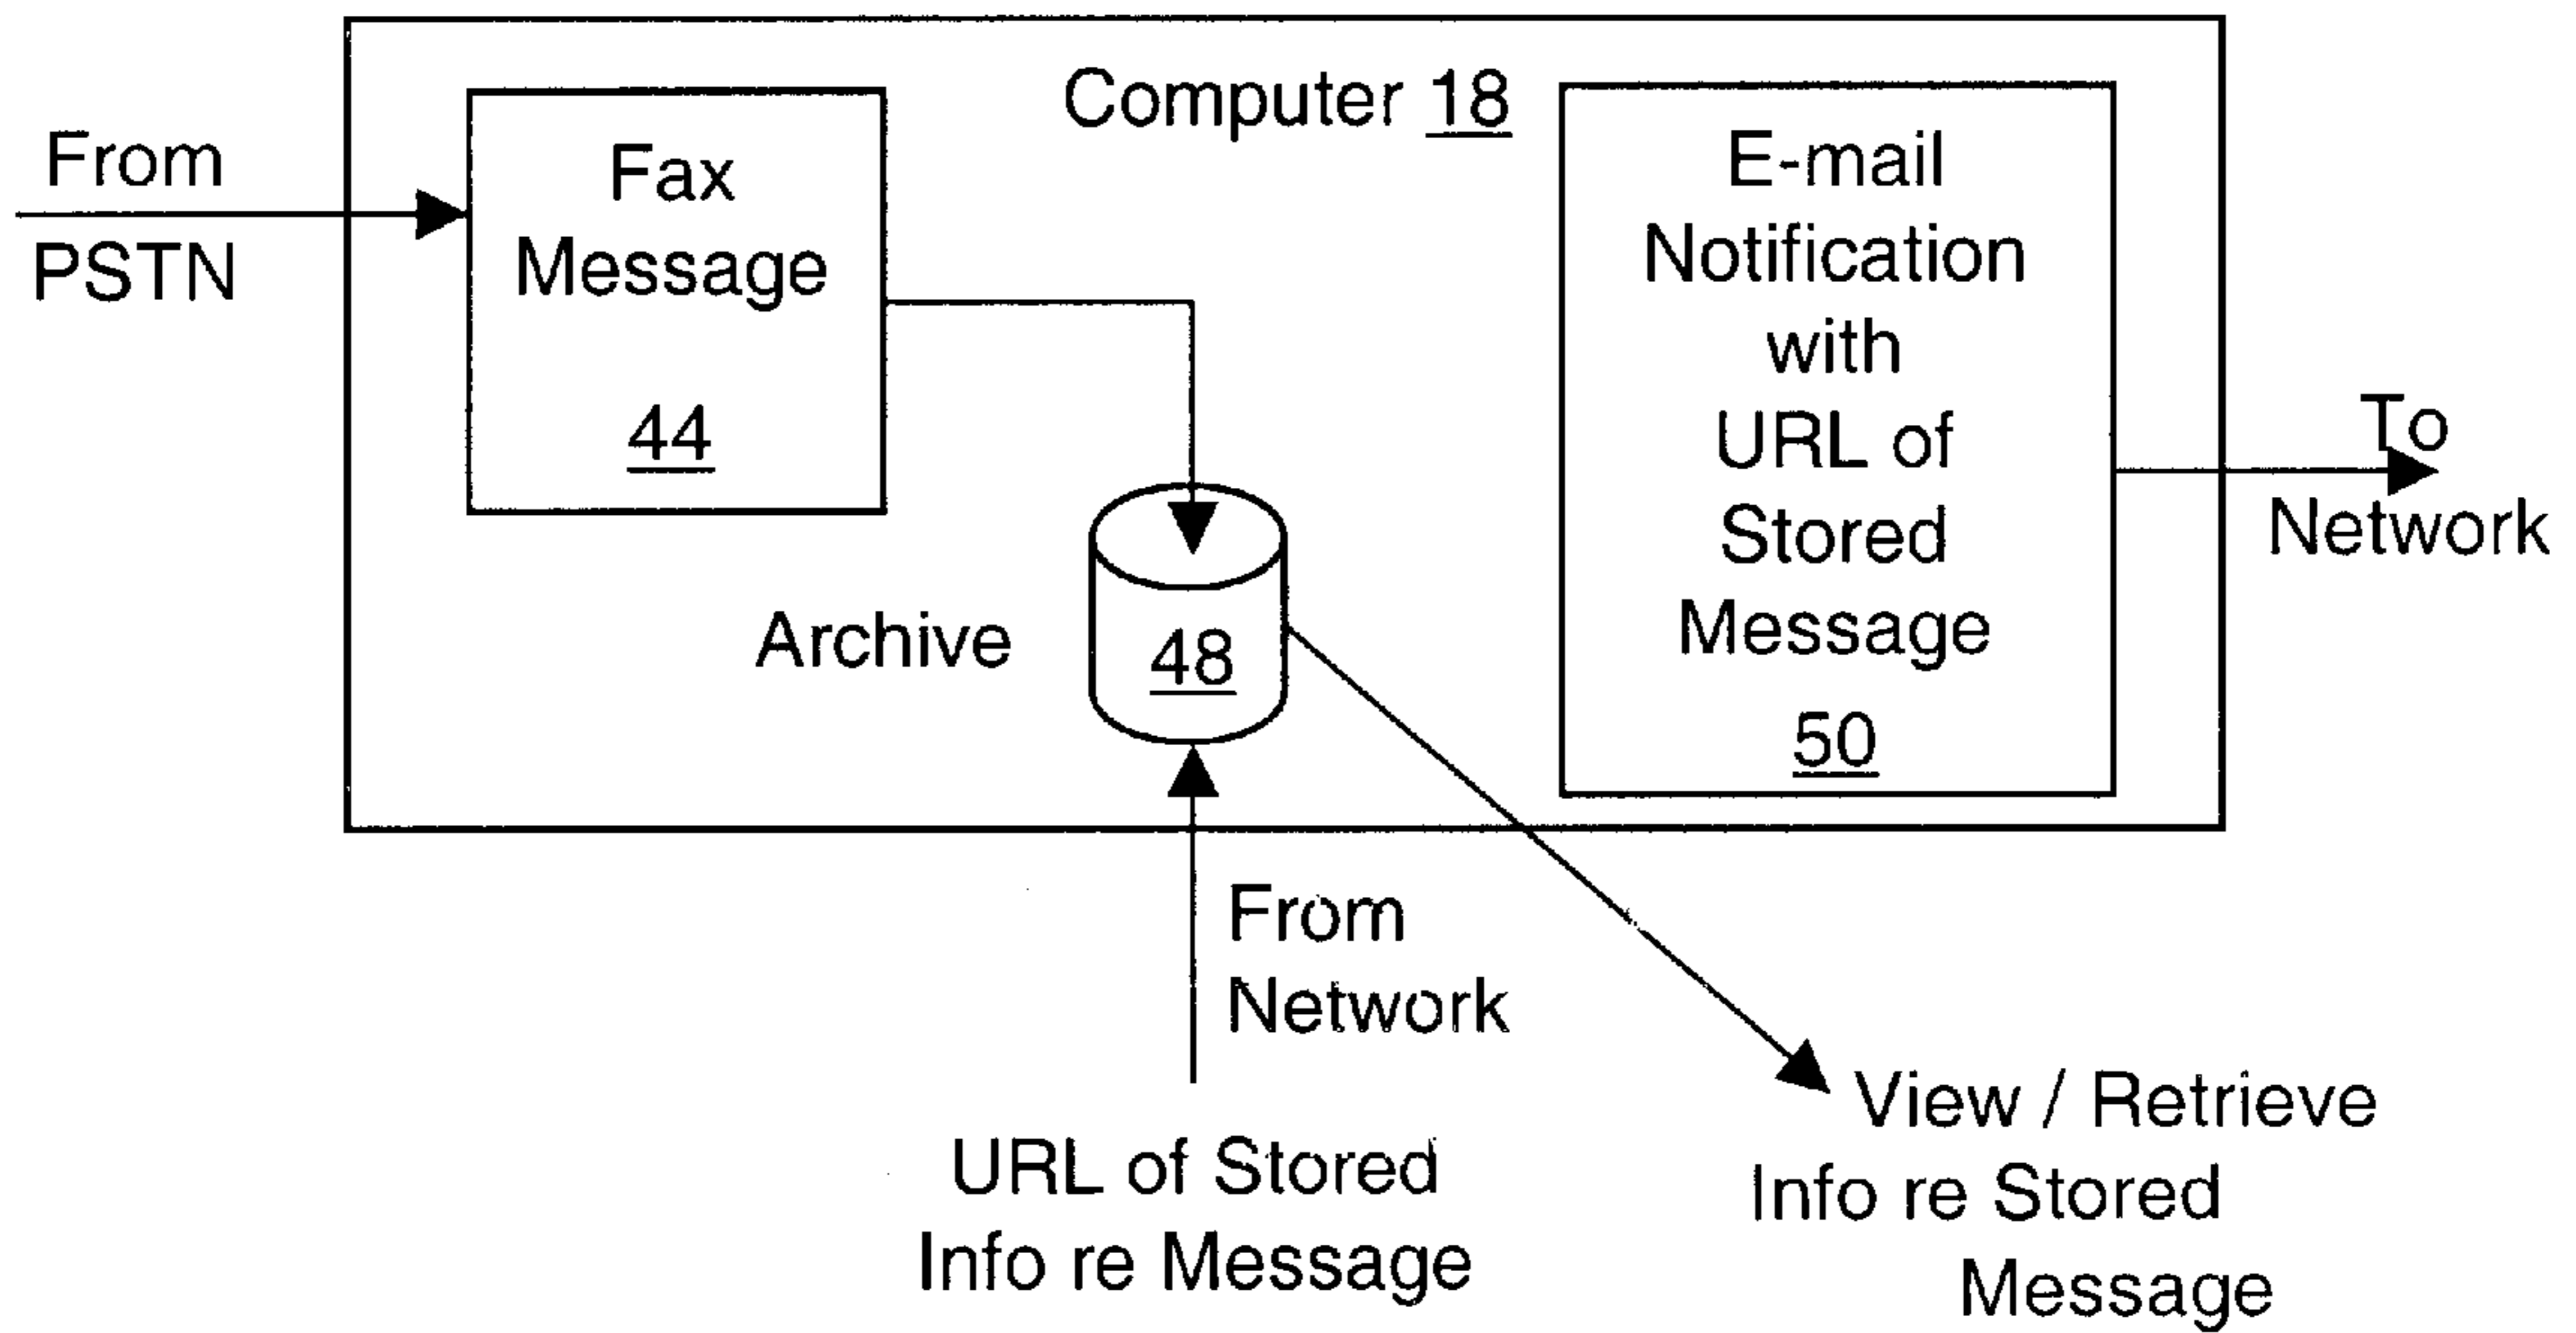 Computer 18
From
PSTN
Fax
Message
44
E-mail
Notification
with
URL of
Stored
Message
50
To
Network
Archive
48
From
Network
URL of Stored
Info re Message
View / Retrieve
Info re Stored
Message